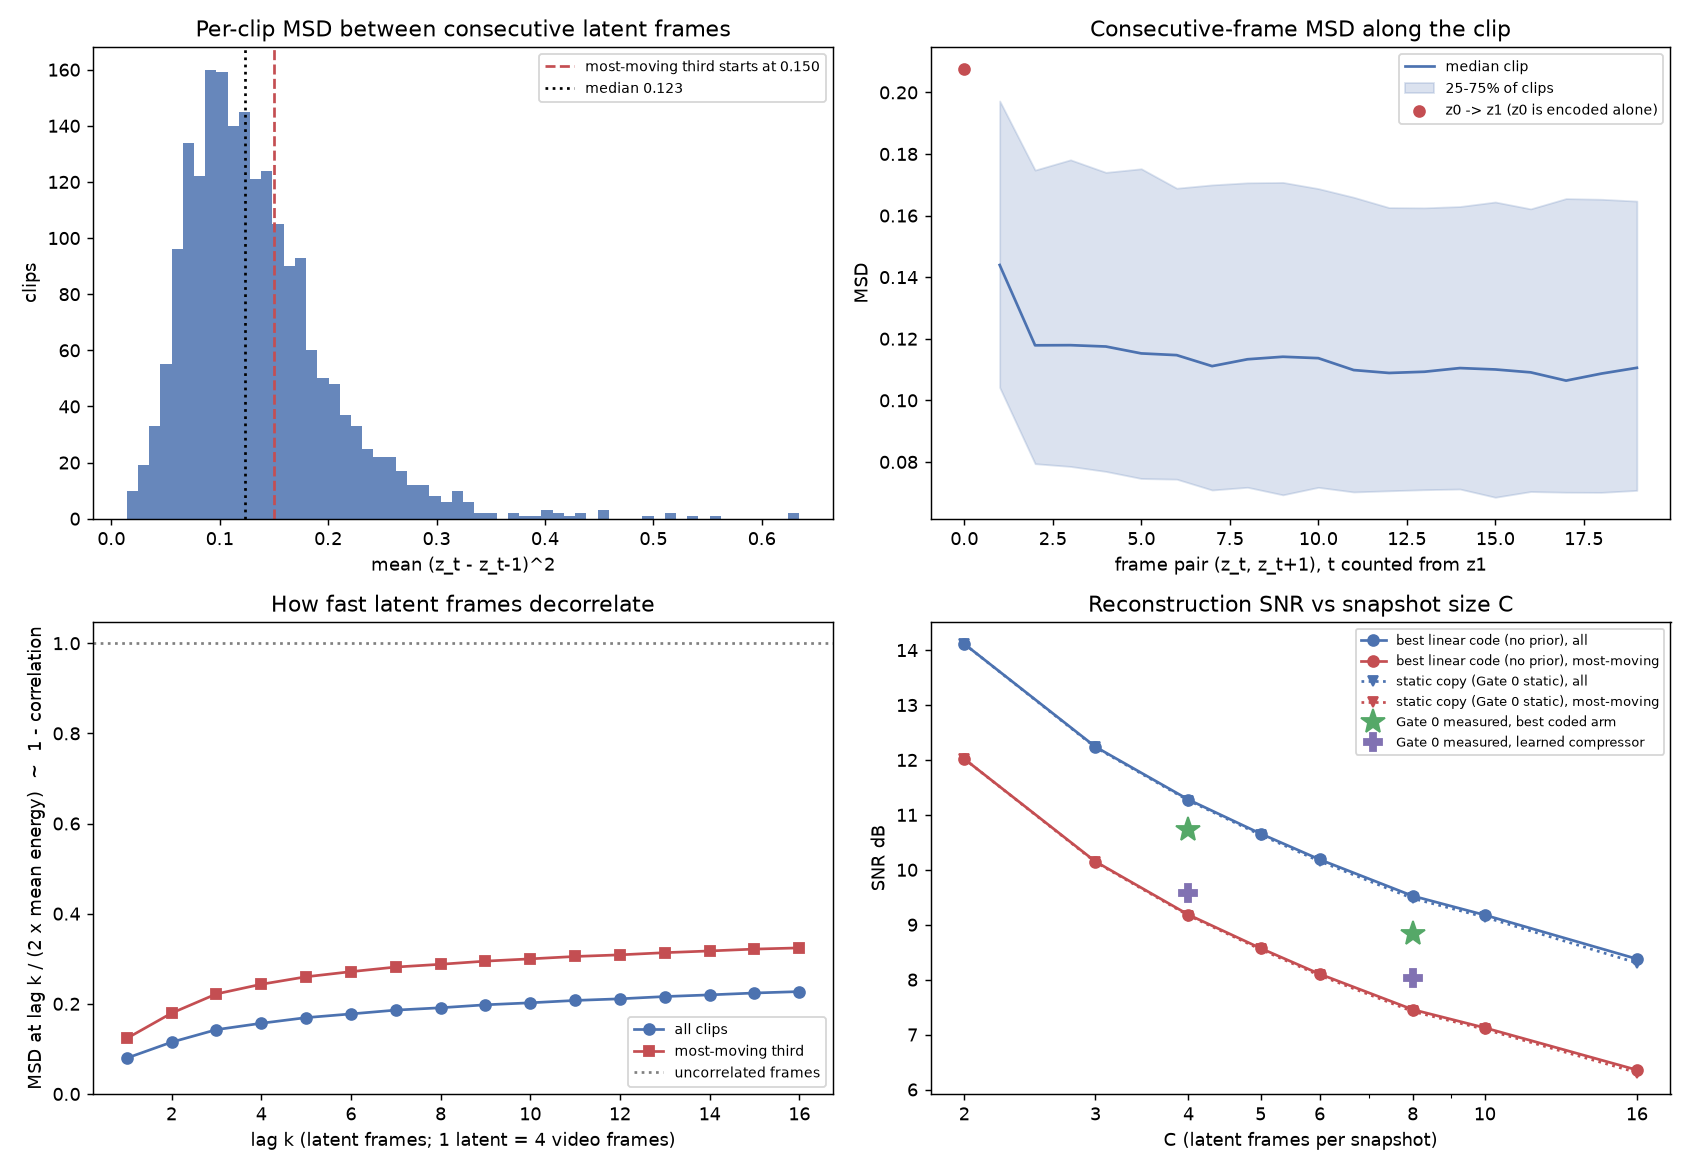 Per-clip MSD between consecutive latent frames
160
140
120
100
80
60
40
20
0
clips
most-moving third starts at 0.150
median 0.123
0.0 0.1 0.2 0.3 0.4 0.5 0.6
mean (z_t - z_t-1)^2
Consecutive-frame MSD along the clip
0.20
0.18
0.16
0.14
0.12
0.10
0.08
MSD
median clip
25-75% of clips
z0 -> z1 (z0 is encoded alone)
0.0 2.5 5.0 7.5 10.0 12.5 15.0 17.5
frame pair (z_t, z_t+1), t counted from z1
How fast latent frames decorrelate
1.0
0.8
0.6
0.4
0.2
0.0
MSD at lag k / (2 x mean energy) ~ 1 - correlation
all clips
most-moving third
uncorrelated frames
2 4 6 8 10 12 14 16
lag k (latent frames; 1 latent = 4 video frames)
Reconstruction SNR vs snapshot size C
14
13
12
11
10
9
8
7
6
SNR dB
best linear code (no prior), all
best linear code (no prior), most-moving
static copy (Gate 0 static), all
static copy (Gate 0 static), most-moving
Gate 0 measured, best coded arm
Gate 0 measured, learned compressor
2 3 4 5 6 8 10 16
C (latent frames per snapshot)